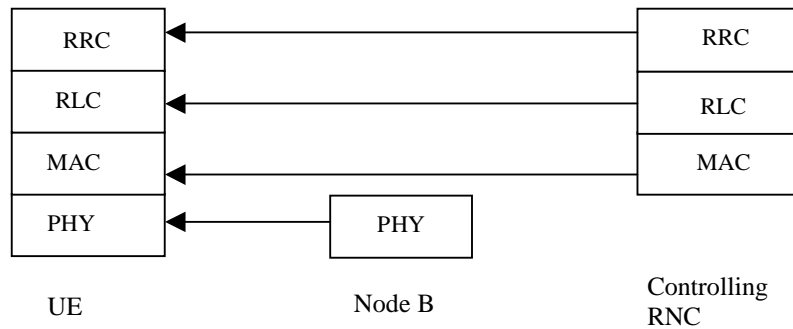 RRC
RRC
RLC
RLC
MAC
MAC
PHY
PHY
UE
Node B
Controlling
RNC